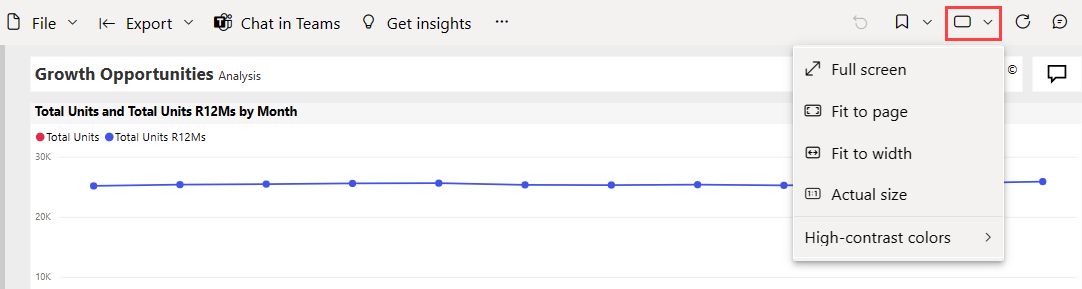 File Export Chat in Teams Get insights ...
Full screen
Growth Opportunities Analysis ©
Fit to page
Total Units and Total Units R12Ms by Month
Total Units Total Units R12Ms
Fit to width
30K
1:1 Actual size
20K
High-contrast colors
10K